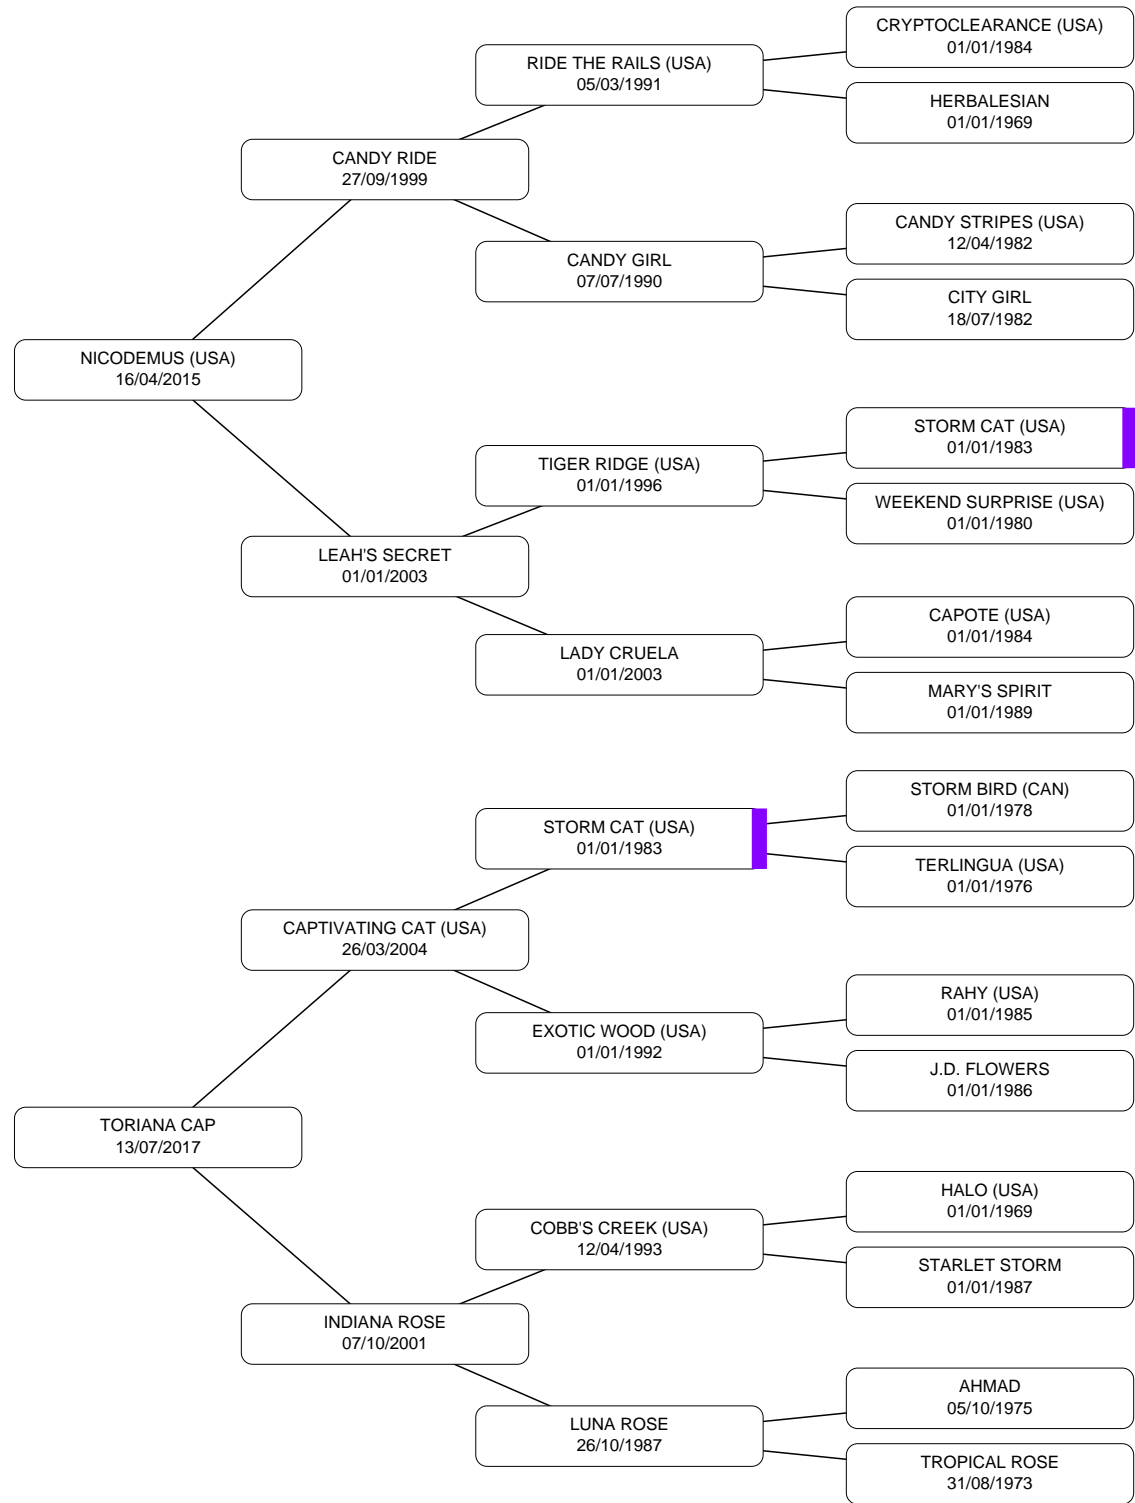 CRYPTOCLEARANCE (USA)
01/01/1984
RIDE THE RAILS (USA)
05/03/1991
HERBALESIAN
01/01/1969
CANDY RIDE
27/09/1999
CANDY STRIPES (USA)
12/04/1982
CANDY GIRL
07/07/1990
CITY GIRL
18/07/1982
NICODEMUS (USA)
16/04/2015
STORM CAT (USA)
01/01/1983
TIGER RIDGE (USA)
01/01/1996
WEEKEND SURPRISE (USA)
01/01/1980
LEAH'S SECRET
01/01/2003
CAPOTE (USA)
01/01/1984
LADY CRUELA
01/01/2003
MARY'S SPIRIT
01/01/1989
STORM BIRD (CAN)
01/01/1978
STORM CAT (USA)
01/01/1983
TERLINGUA (USA)
01/01/1976
CAPTIVATING CAT (USA)
26/03/2004
RAHY (USA)
01/01/1985
EXOTIC WOOD (USA)
01/01/1992
J.D. FLOWERS
01/01/1986
TORIANA CAP
13/07/2017
HALO (USA)
01/01/1969
COBB'S CREEK (USA)
12/04/1993
STARLET STORM
01/01/1987
INDIANA ROSE
07/10/2001
AHMAD
05/10/1975
LUNA ROSE
26/10/1987
TROPICAL ROSE
31/08/1973